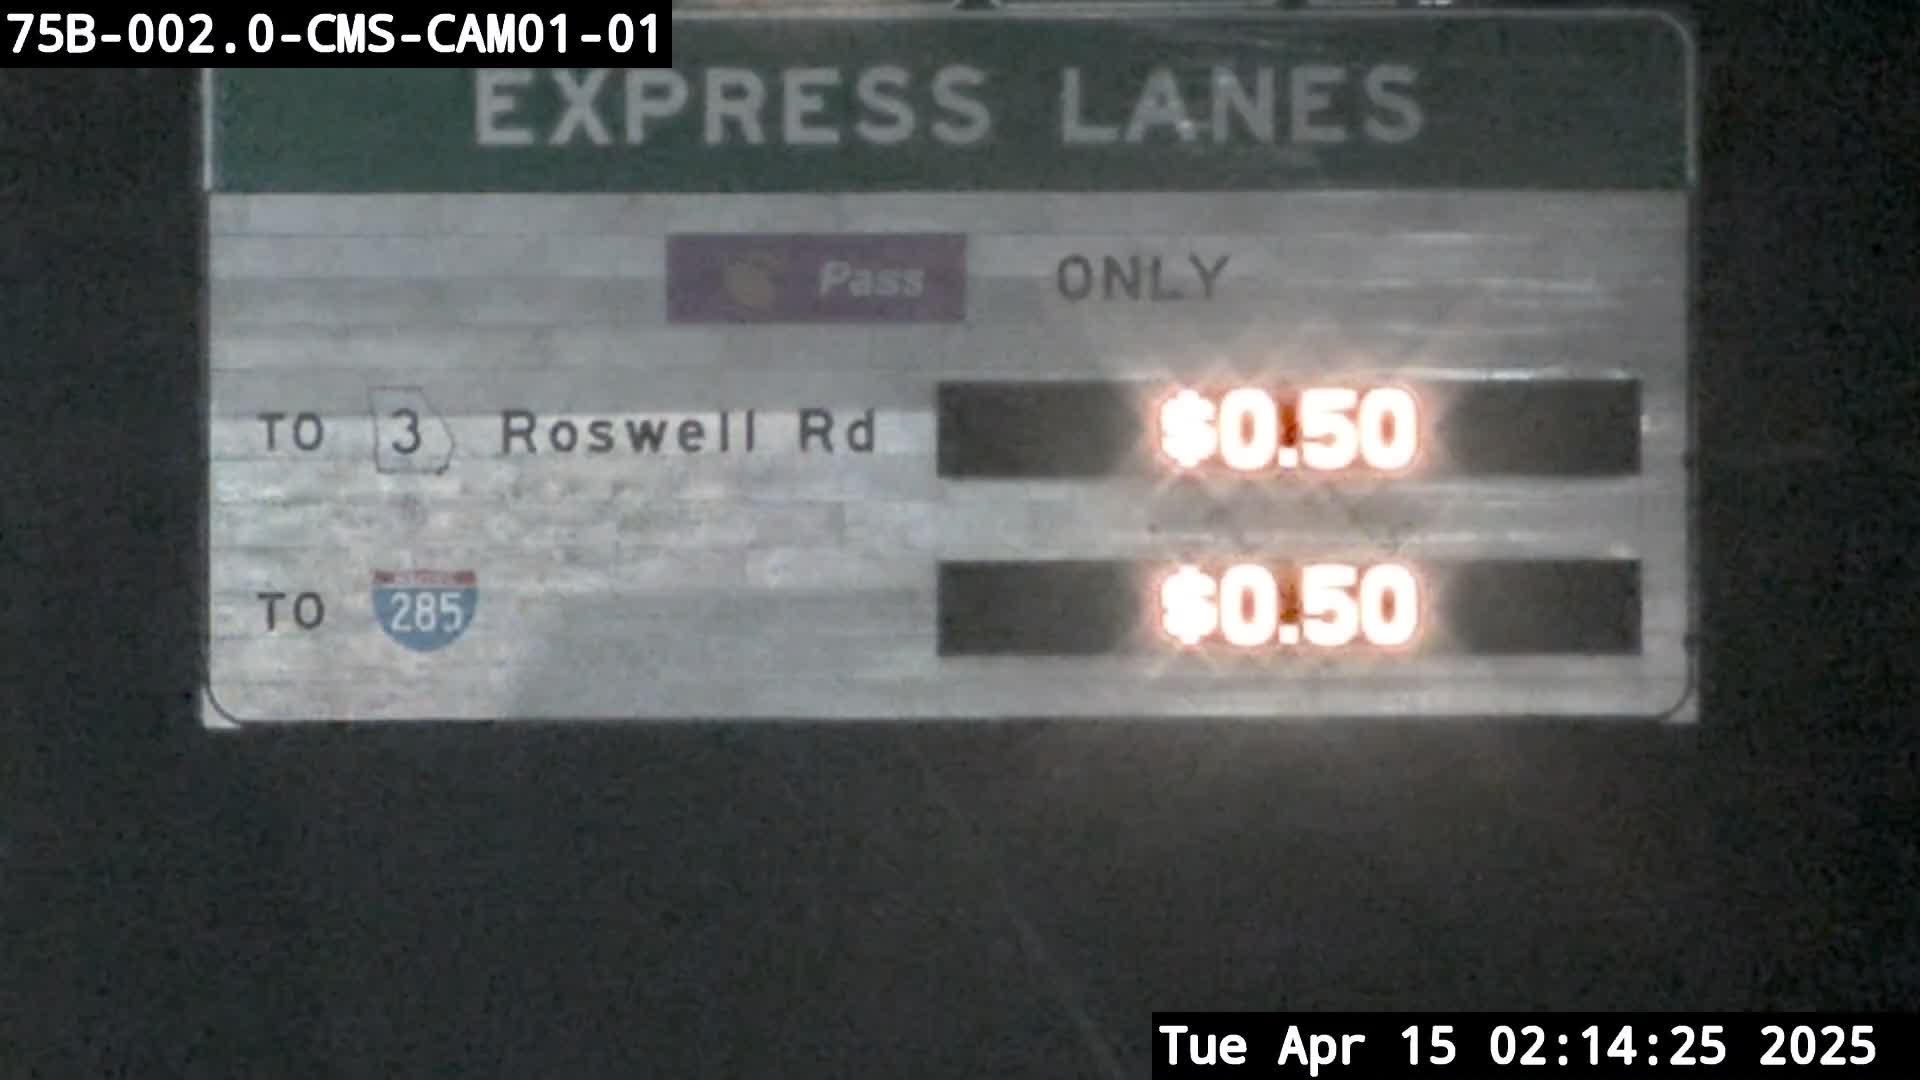 75B-002.0-CMS-CAM01-01
EXPRESS LANES
Pass ONLY
TO 3 Roswell Rd $0.50
TO 285 $0.50
Tue Apr 15 02:14:25 2025